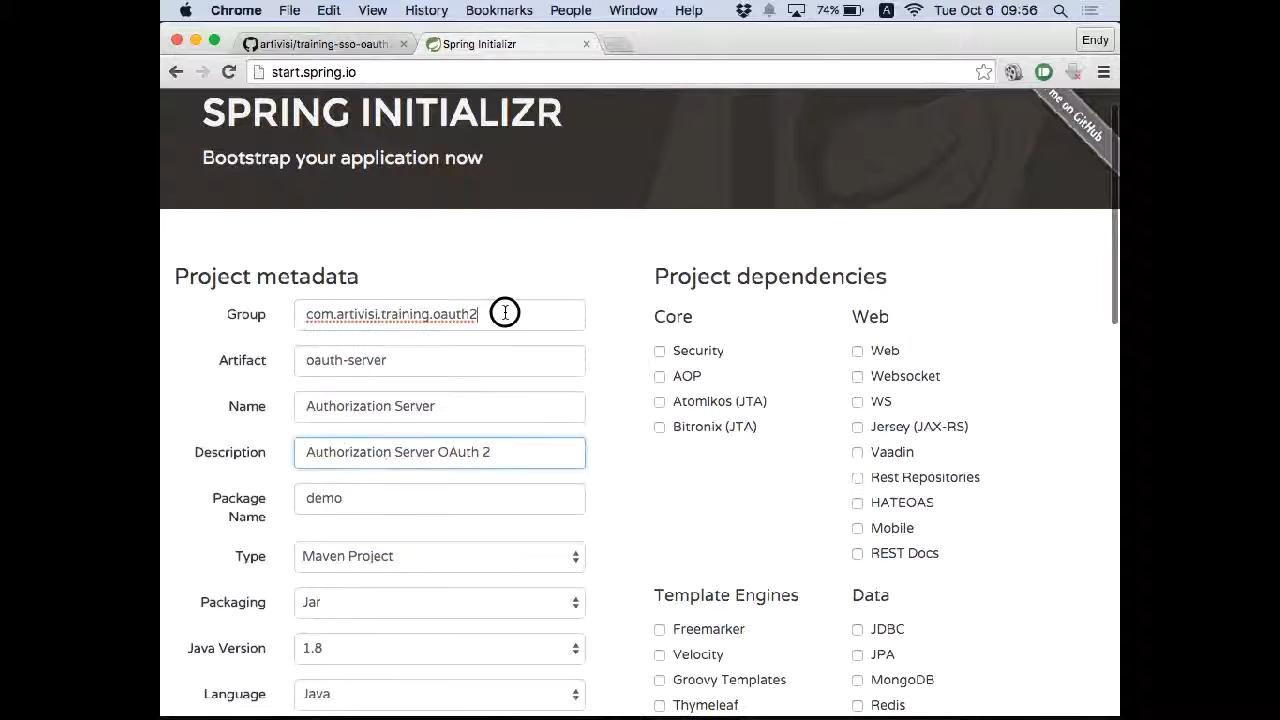 Chrome File Edit View History Bookmarks People Window Help 74% A Tue Oct 6 09:56
artivisi/training-sso-oauth Spring Initializr Endy
start.spring.io
me on GitHub
SPRING INITIALIZR
Bootstrap your application now
Project metadata
Group com.artivisi.training.oauth2
Artifact oauth-server
Name Authorization Server
Description Authorization Server OAuth 2
Package Name demo
Type Maven Project
Packaging Jar
Java Version 1.8
Language Java
Project dependencies
Core
Security
AOP
Atomikos (JTA)
Bitronix (JTA)
Web
Web
Websocket
WS
Jersey (JAX-RS)
Vaadin
Rest Repositories
HATEOAS
Mobile
REST Docs
Template Engines
Freemarker
Velocity
Groovy Templates
Thymeleaf
Data
JDBC
JPA
MongoDB
Redis